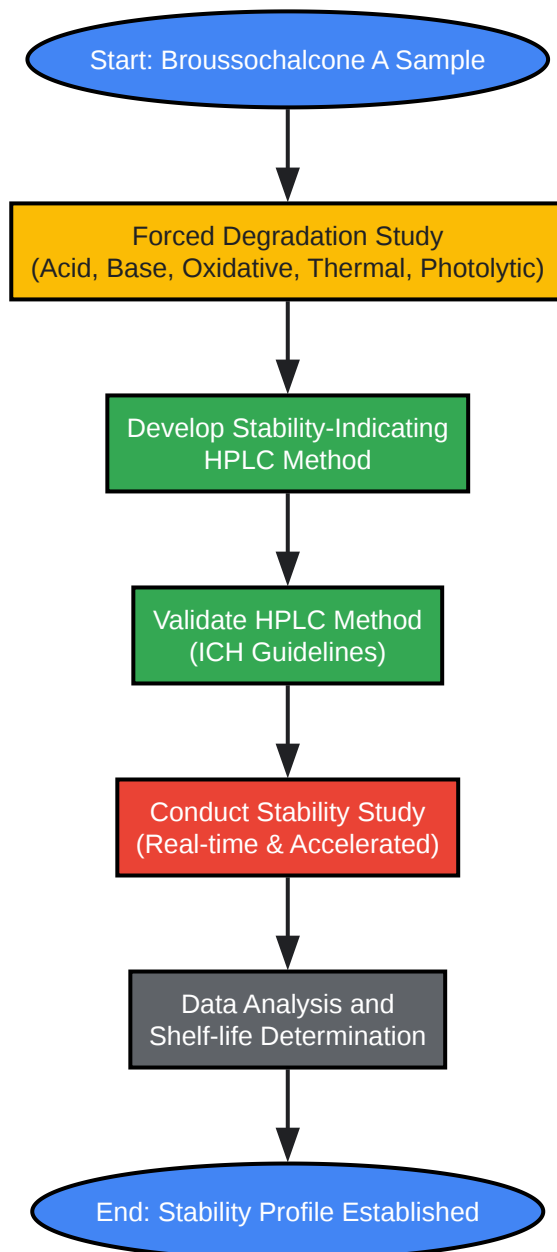 Start: Broussochalcone A Sample
Forced Degradation Study
(Acid, Base, Oxidative, Thermal, Photolytic)
Develop Stability-Indicating
HPLC Method
Validate HPLC Method
(ICH Guidelines)
Conduct Stability Study
(Real-time & Accelerated)
Data Analysis and
Shelf-life Determination
End: Stability Profile Established